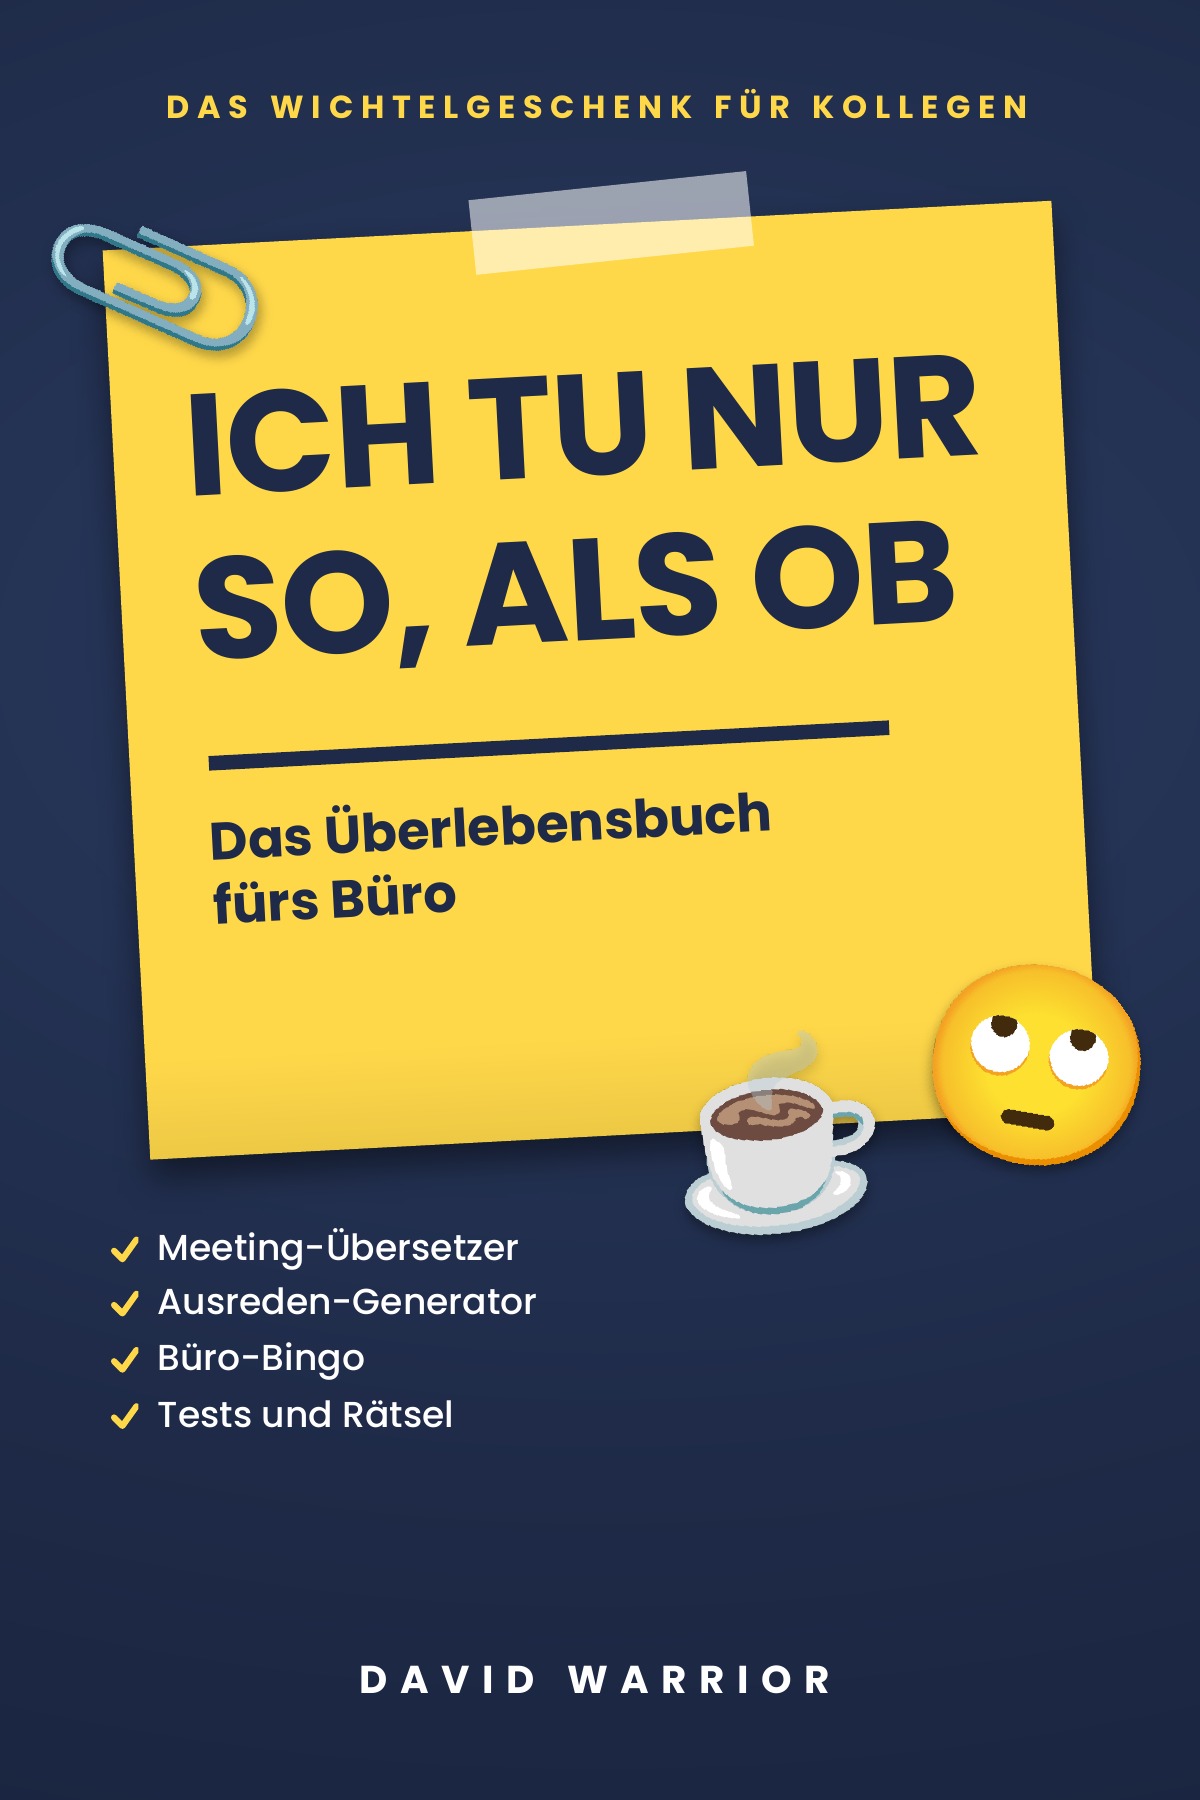 DAS WICHTELGESCHENK FÜR KOLLEGEN
ICH TU NUR
SO, ALS OB
Das Überlebensbuch
fürs Büro
Meeting-Übersetzer
Ausreden-Generator
Büro-Bingo
Tests und Rätsel
DAVID WARRIOR